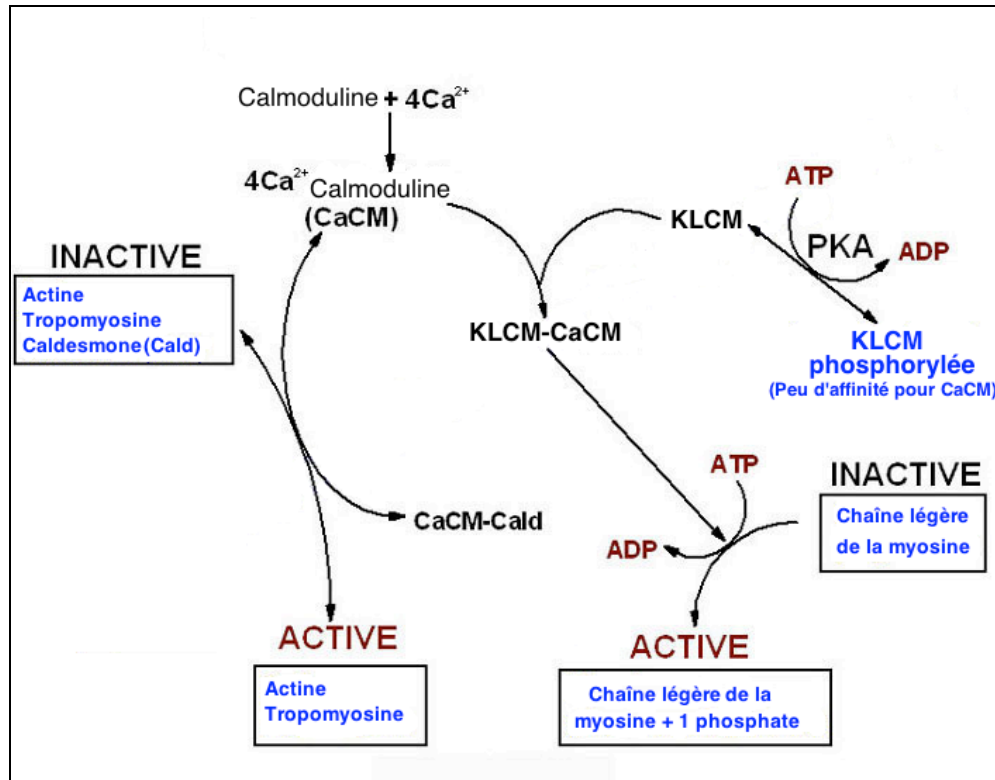 Calmoduline + 4Ca²⁺
4Ca²⁺ Calmoduline
(CaCM)
ATP
KLCM
PKA
ADP
INACTIVE
Actine
Tropomyosine
Caldesmone (Cald)
KLCM-CaCM
KLCM
phosphorylée
(Peu d'affinité pour CaCM)
ATP
INACTIVE
Chaîne légère
de la myosine
CaCM-Cald
ADP
ACTIVE
Actine
Tropomyosine
ACTIVE
Chaîne légère de la
myosine + 1 phosphate